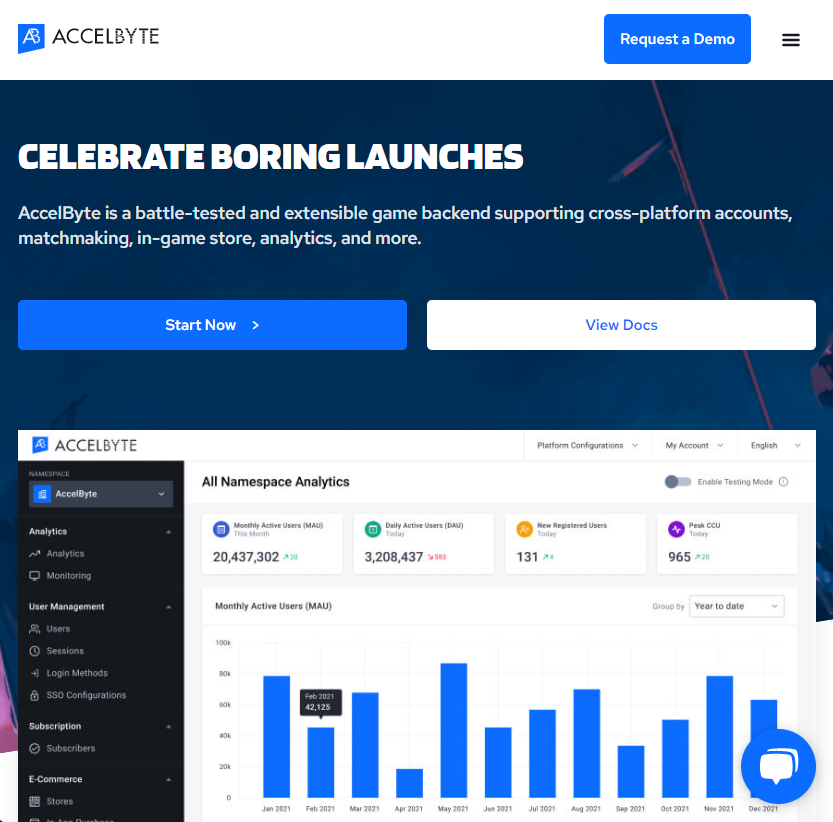 ACCELBYTE
Request a Demo
CELEBRATE BORING LAUNCHES
AccelByte is a battle-tested and extensible game backend supporting cross-platform accounts,
matchmaking, in-game store, analytics, and more.
Start Now
View Docs
ACCELBYTE
Platform Configurations
My Account
English
NAMESPACE
AccelByte
All Namespace Analytics
Enable Testing Mode
Analytics
Analytics
Monitoring
User Management
Users
Sessions
Login Methods
SSO Configurations
Subscription
Subscribers
E-Commerce
Stores
In App Purchase
Monthly Active Users (MAU)
This Month
20,437,302
20
Daily Active Users (DAU)
Today
3,208,437
583
New Registered Users
Today
131
4
Peak CCU
Today
965
20
Monthly Active Users (MAU)
Group by
Year to date
100k
80k
60k
40k
20k
0
Feb 2021
42,125
Jan 2021
Feb 2021
Mar 2021
Apr 2021
May 2021
Jun 2021
Jul 2021
Aug 2021
Sep 2021
Oct 2021
Nov 2021
Dec 2021